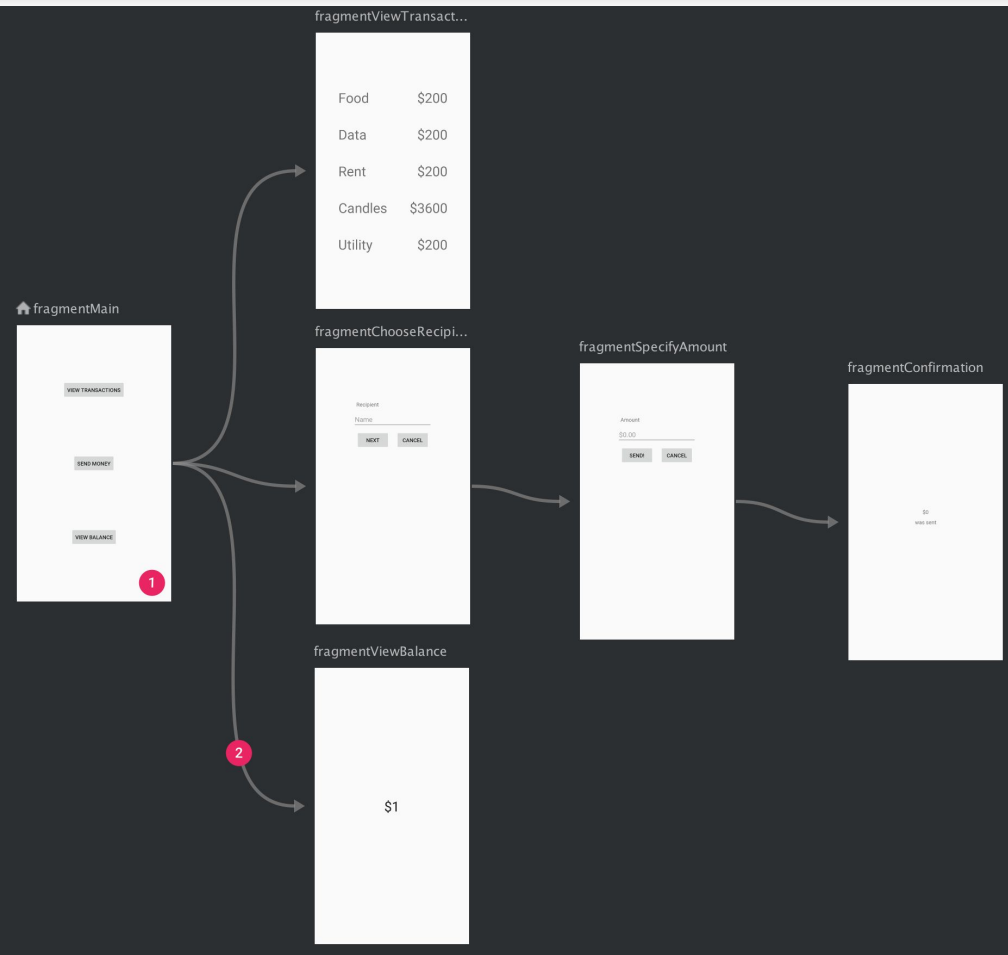 fragmentViewTransact...
Food $200
Data $200
Rent $200
Candles $3600
Utility $200
fragmentMain
VIEW TRANSACTIONS
SEND MONEY
VIEW BALANCE
1
fragmentChooseRecipi...
Recipient
Name
NEXT CANCEL
fragmentSpecifyAmount
Amount
$0.00
SEND! CANCEL
fragmentConfirmation
$0
was sent
fragmentViewBalance
2
$1